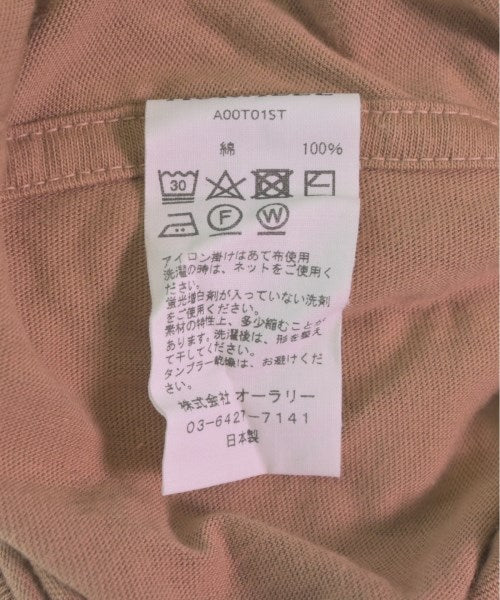 A00T01ST
綿 100%
30
F W
アイロン掛けはあて布使用
洗濯の時は、ネットをご使用く
ださい。
蛍光増白剤が入っていない洗剤
をご使用ください。
素材の特性上、多少縮むことが
あります。洗濯後は、形を整え
て干してください。
タンブラー乾燥は、お避けくだ
さい。
株式会社 オーラリー
03-6427-7141
日本製